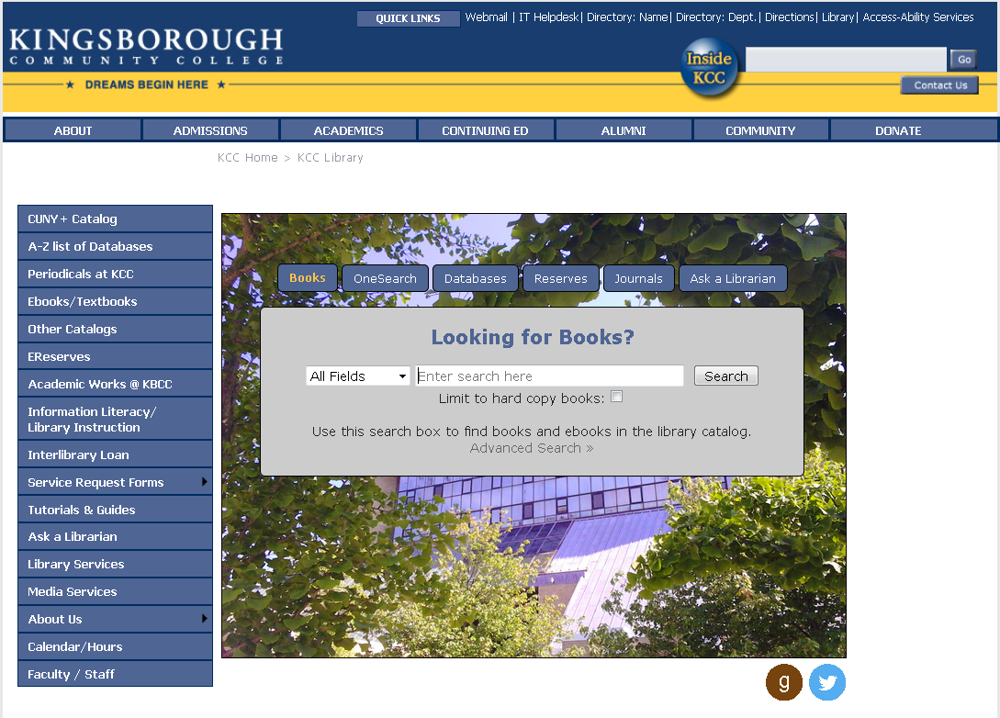 QUICK LINKS Webmail | IT Helpdesk| Directory: Name| Directory: Dept.| Directions| Library| Access-Ability Services
KINGSBOROUGH
COMMUNITY COLLEGE
★ DREAMS BEGIN HERE ★
Inside
KCC
Go
Contact Us
ABOUT ADMISSIONS ACADEMICS CONTINUING ED ALUMNI COMMUNITY DONATE
KCC Home > KCC Library
CUNY+ Catalog
A-Z list of Databases
Periodicals at KCC
Ebooks/Textbooks
Other Catalogs
EReserves
Academic Works @ KBCC
Information Literacy/
Library Instruction
Interlibrary Loan
Service Request Forms
Tutorials & Guides
Ask a Librarian
Library Services
Media Services
About Us
Calendar/Hours
Faculty / Staff
Books OneSearch Databases Reserves Journals Ask a Librarian
Looking for Books?
All Fields Enter search here Search
Limit to hard copy books:
Use this search box to find books and ebooks in the library catalog.
Advanced Search »
g